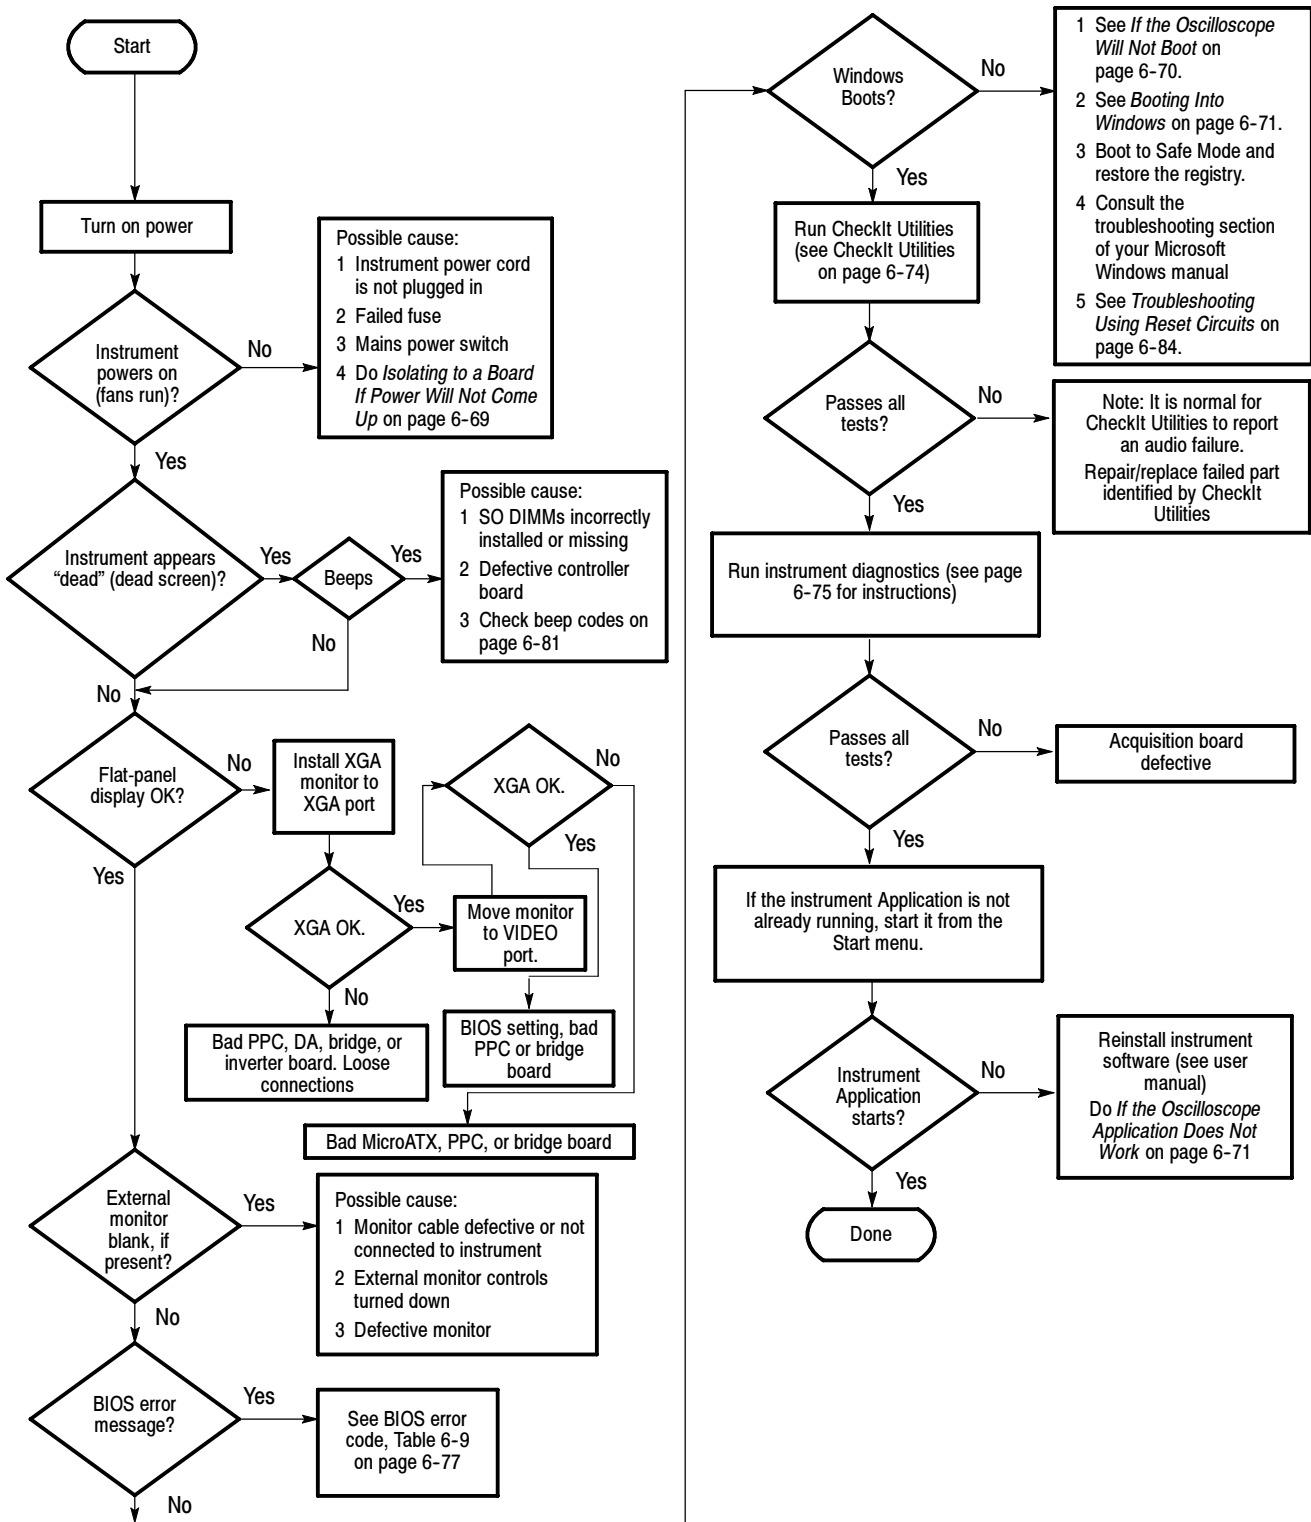 Start
Turn on power
Instrument
powers on
(fans run)?
No
Possible cause:
1 Instrument power cord
is not plugged in
2 Failed fuse
3 Mains power switch
4 Do Isolating to a Board
If Power Will Not Come
Up on page 6-69
Yes
Instrument appears
“dead” (dead screen)?
Yes
Beeps
Yes
Possible cause:
1 SO DIMMs incorrectly
installed or missing
2 Defective controller
board
3 Check beep codes on
page 6-81
No
No
Flat-panel
display OK?
No
Install XGA
monitor to
XGA port
XGA OK.
No
Yes
Yes
XGA OK.
Yes
Move monitor
to VIDEO
port.
No
Bad PPC, DA, bridge, or
inverter board. Loose
connections
BIOS setting, bad
PPC or bridge
board
Bad MicroATX, PPC, or bridge board
External
monitor
blank, if
present?
Yes
Possible cause:
1 Monitor cable defective or not
connected to instrument
2 External monitor controls
turned down
3 Defective monitor
No
BIOS error
message?
Yes
See BIOS error
code, Table 6-9
on page 6-77
No
Windows
Boots?
No
1 See If the Oscilloscope
Will Not Boot on
page 6-70.
2 See Booting Into
Windows on page 6-71.
3 Boot to Safe Mode and
restore the registry.
4 Consult the
troubleshooting section
of your Microsoft
Windows manual
5 See Troubleshooting
Using Reset Circuits on
page 6-84.
Yes
Run CheckIt Utilities
(see CheckIt Utilities
on page 6-74)
Passes all
tests?
No
Note: It is normal for
CheckIt Utilities to report
an audio failure.
Repair/replace failed part
identified by CheckIt
Utilities
Yes
Run instrument diagnostics (see page
6-75 for instructions)
Passes all
tests?
No
Acquisition board
defective
Yes
If the instrument Application is not
already running, start it from the
Start menu.
Instrument
Application
starts?
No
Reinstall instrument
software (see user
manual)
Do If the Oscilloscope
Application Does Not
Work on page 6-71
Yes
Done